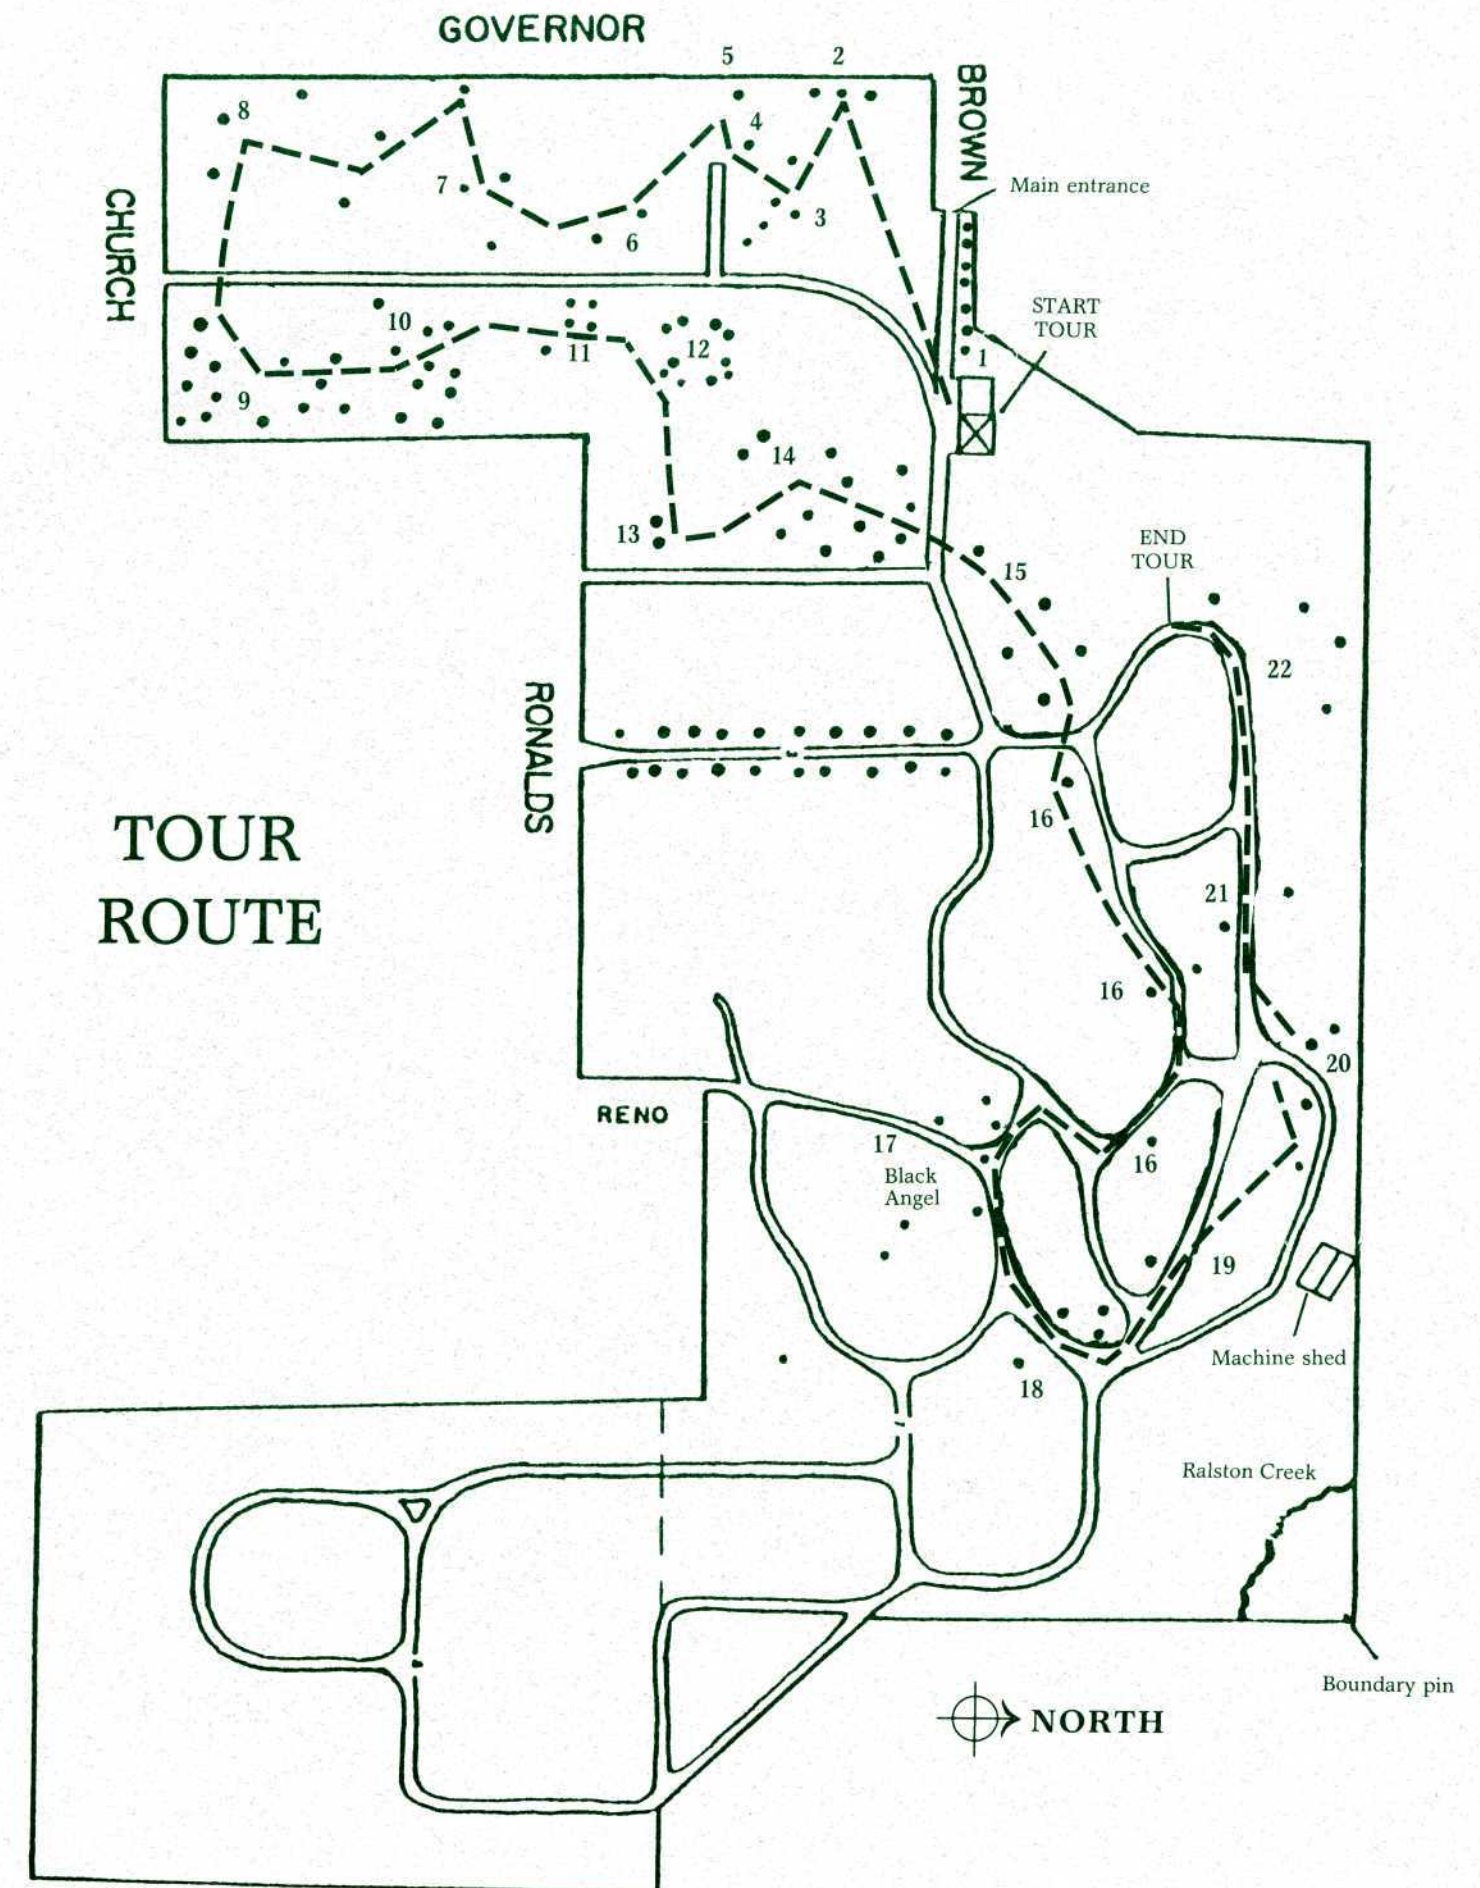 GOVERNOR
5
2
BROWN
8
4
7
Main entrance
3
6
CHURCH
START
TOUR
10
11
12
1
9
14
13
15
END
TOUR
22
RONALDS
16
TOUR
ROUTE
21
16
20
RENO
17
16
Black
Angel
19
Machine shed
18
Ralston Creek
Boundary pin
NORTH